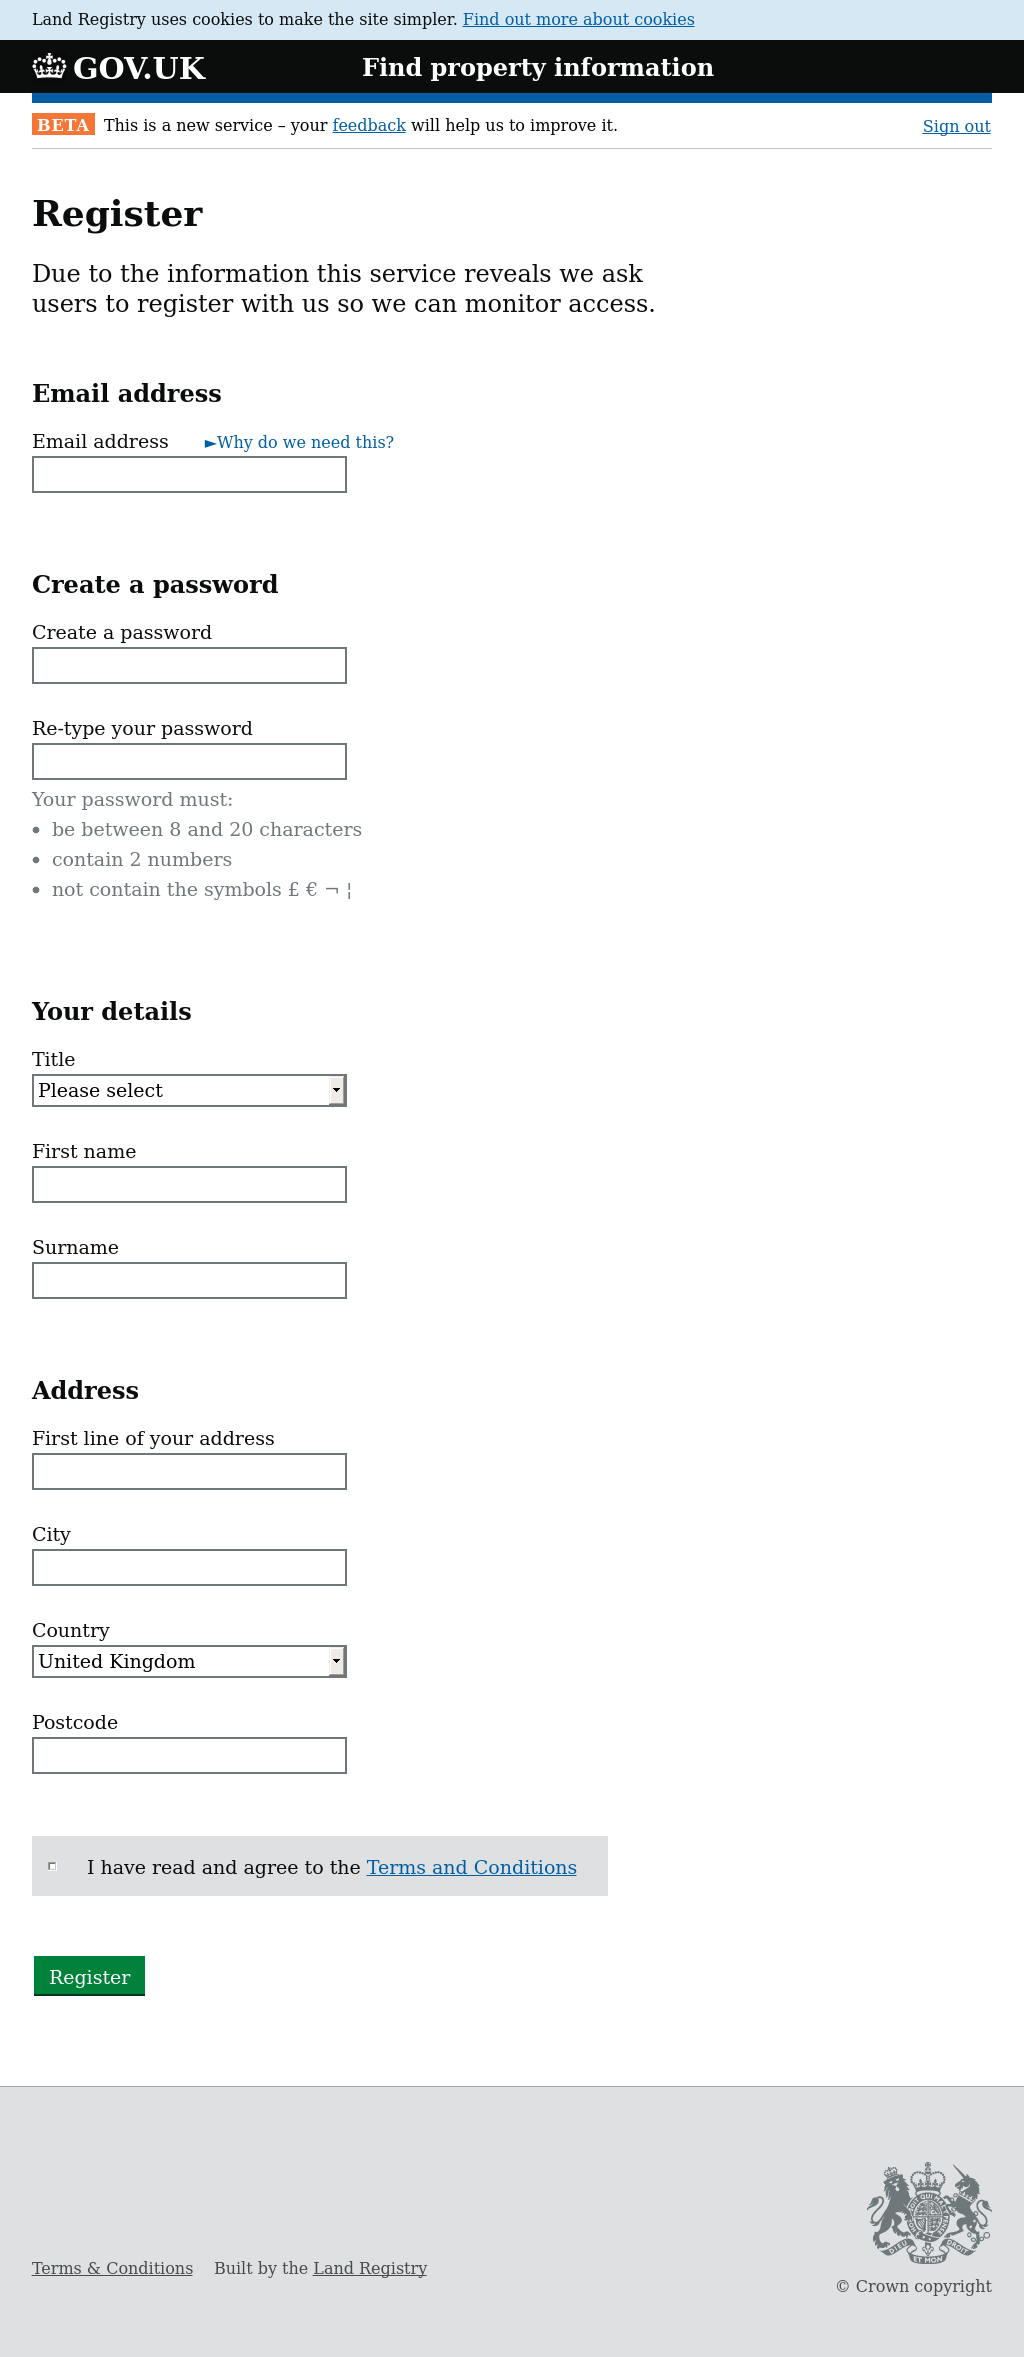 Land Registry uses cookies to make the site simpler. Find out more about cookies
GOV.UK
Find property information
BETA This is a new service – your feedback will help us to improve it.
Sign out
Register
Due to the information this service reveals we ask
users to register with us so we can monitor access.
Email address
Email address ►Why do we need this?
Create a password
Create a password
Re-type your password
Your password must:
• be between 8 and 20 characters
• contain 2 numbers
• not contain the symbols £ € ¬ ¦
Your details
Title
Please select
First name
Surname
Address
First line of your address
City
Country
United Kingdom
Postcode
I have read and agree to the Terms and Conditions
Register
DIEU ET MON DROIT
Terms & Conditions Built by the Land Registry
© Crown copyright